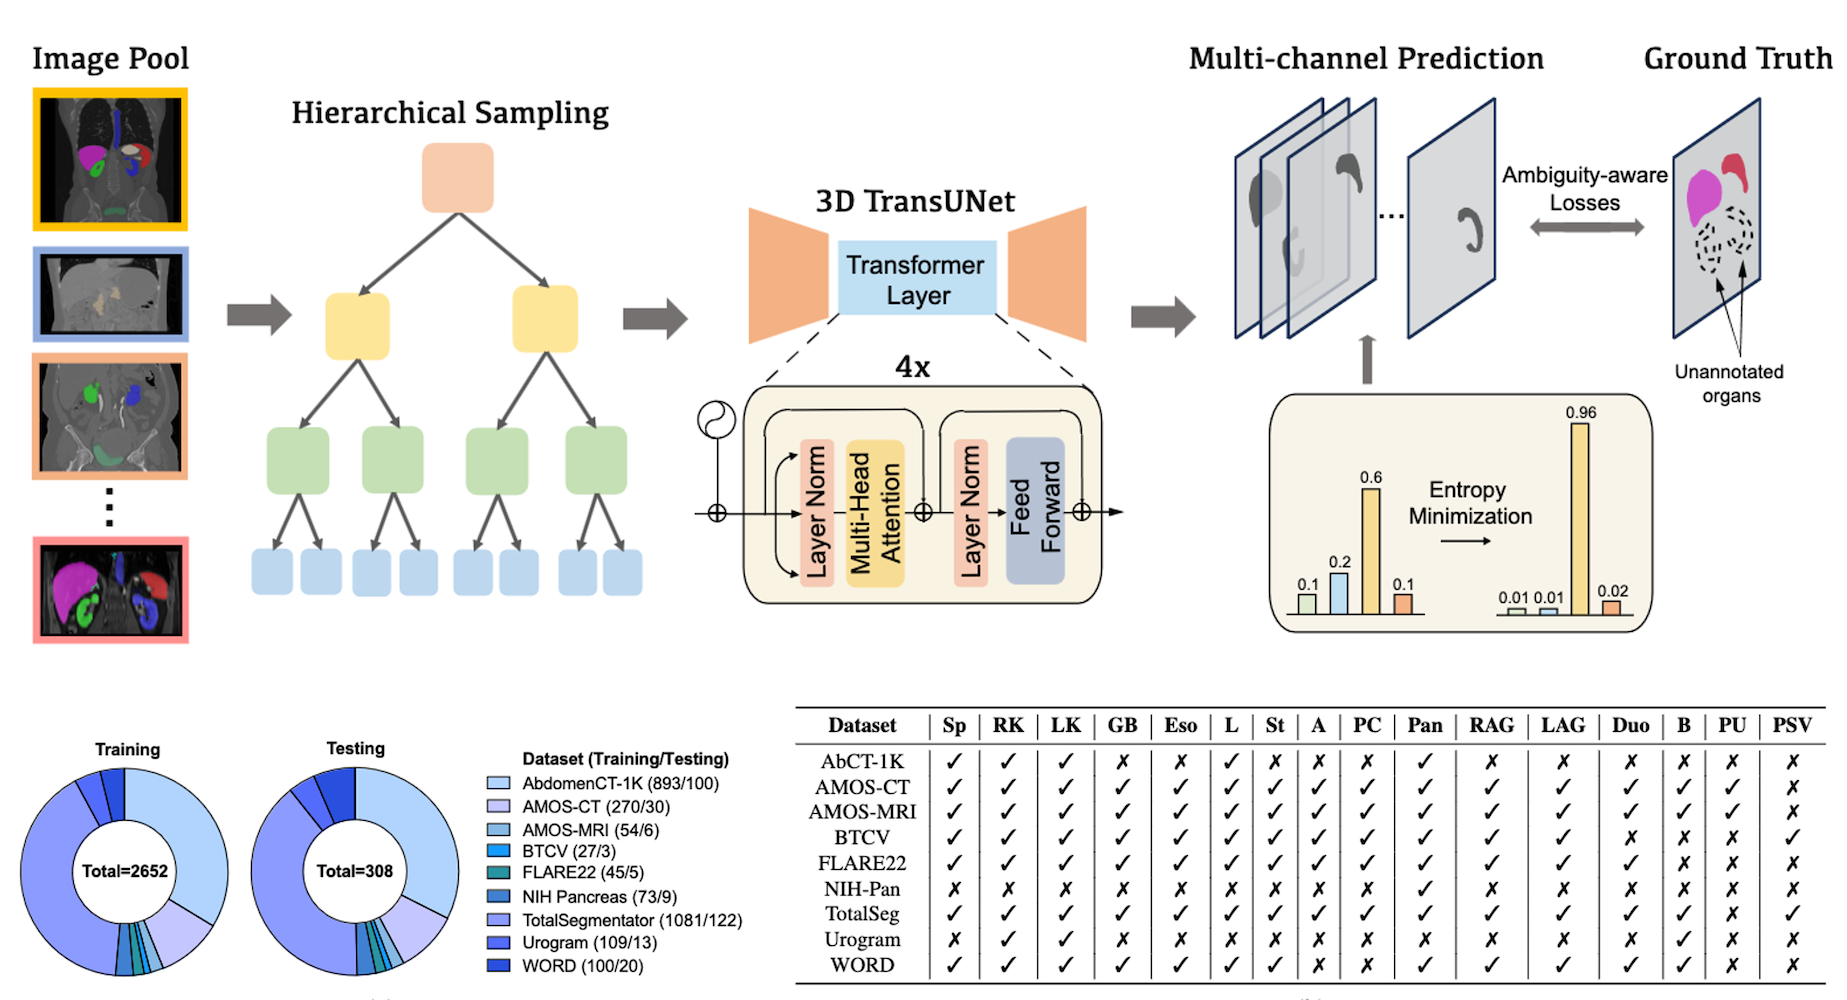 Image Pool
Hierarchical Sampling
3D TransUNet
Transformer
Layer
4x
Layer Norm
Multi-Head
Attention
Layer Norm
Feed
Forward
Multi-channel Prediction
Ground Truth
...
Ambiguity-aware
Losses
Unannotated
organs
0.1
0.2
0.6
0.1
Entropy
Minimization
0.01
0.01
0.96
0.02
Training
Total=2652
Testing
Total=308
Dataset (Training/Testing)
AbdomenCT-1K (893/100)
AMOS-CT (270/30)
AMOS-MRI (54/6)
BTCV (27/3)
FLARE22 (45/5)
NIH Pancreas (73/9)
TotalSegmentator (1081/122)
Urogram (109/13)
WORD (100/20)
Dataset Sp RK LK GB Eso L St A PC Pan RAG LAG Duo B PU PSV
AbCT-1K ✓ ✓ ✓ ✗ ✗ ✓ ✗ ✗ ✗ ✓ ✗ ✗ ✗ ✗ ✗ ✗
AMOS-CT ✓ ✓ ✓ ✓ ✓ ✓ ✓ ✓ ✓ ✓ ✓ ✓ ✓ ✓ ✓ ✗
AMOS-MRI ✓ ✓ ✓ ✓ ✓ ✓ ✓ ✓ ✓ ✓ ✓ ✓ ✓ ✓ ✓ ✗
BTCV ✓ ✓ ✓ ✓ ✓ ✓ ✓ ✓ ✓ ✓ ✓ ✓ ✗ ✗ ✗ ✓
FLARE22 ✓ ✓ ✓ ✓ ✓ ✓ ✓ ✓ ✓ ✓ ✓ ✓ ✓ ✗ ✗ ✗
NIH-Pan ✗ ✗ ✗ ✗ ✗ ✗ ✗ ✗ ✗ ✓ ✗ ✗ ✗ ✗ ✗ ✗
TotalSeg ✓ ✓ ✓ ✓ ✓ ✓ ✓ ✓ ✓ ✓ ✓ ✓ ✓ ✓ ✗ ✓
Urogram ✗ ✓ ✓ ✗ ✗ ✗ ✗ ✗ ✗ ✗ ✗ ✗ ✗ ✓ ✗ ✗
WORD ✓ ✓ ✓ ✓ ✓ ✓ ✓ ✗ ✗ ✓ ✓ ✓ ✓ ✓ ✗ ✗